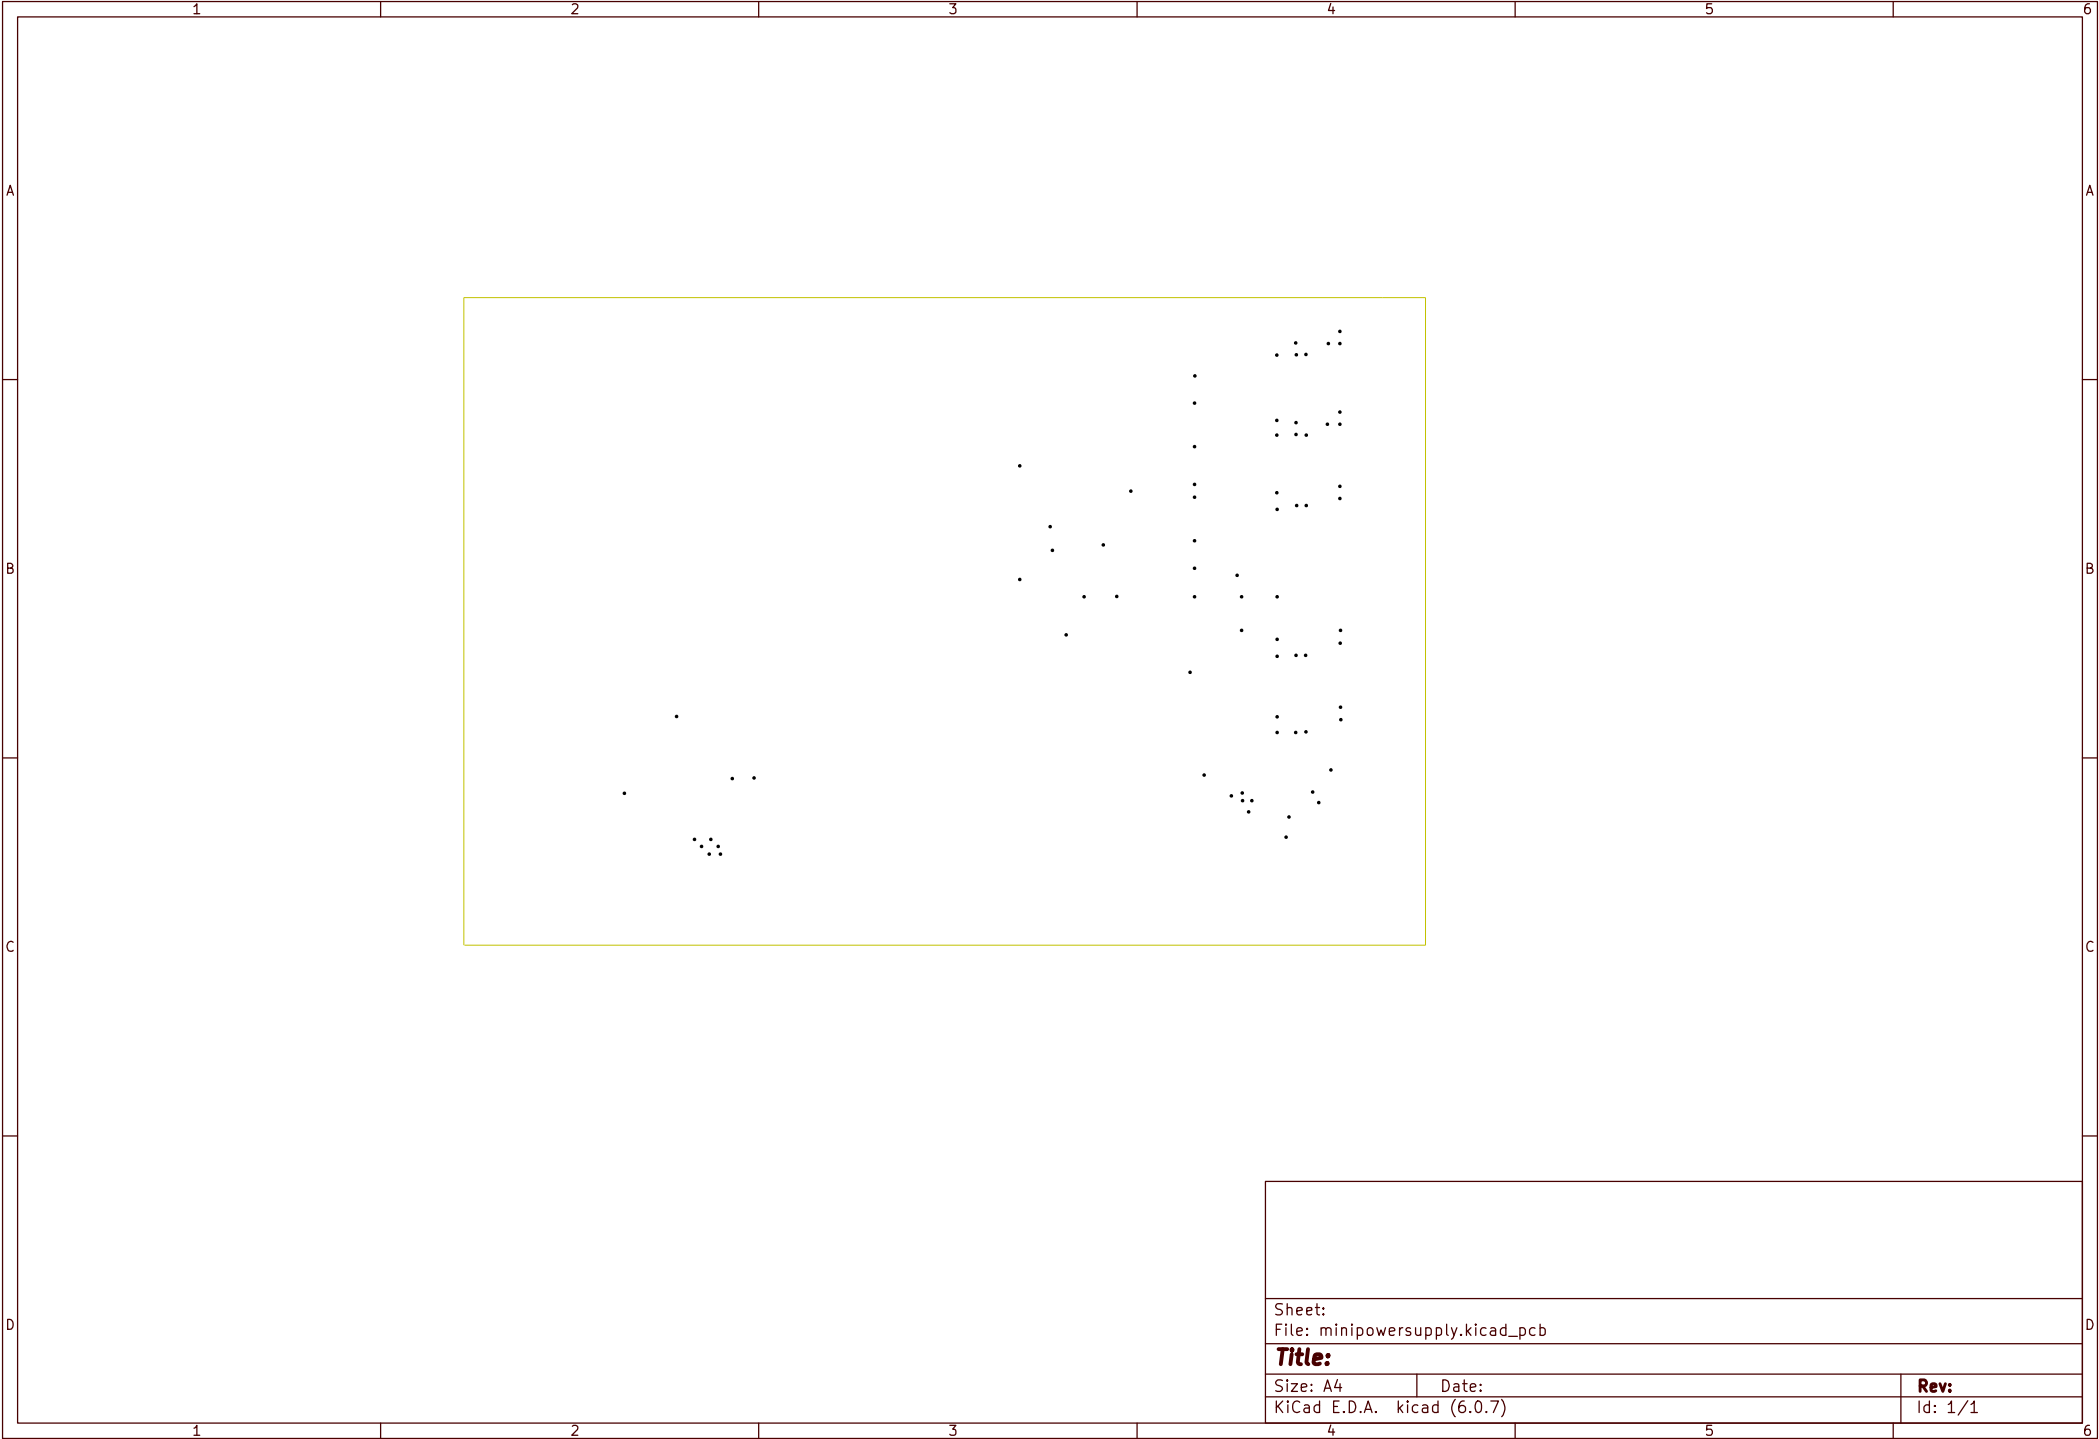 1 2 3 4 5 6
A A
B B
C C
Sheet:
File: minipowersupply.kicad_pcb
D D
Title:
Size: A4 Date: Rev:
KiCad E.D.A. kicad (6.0.7) Id: 1/1
1 2 3 4 5 6